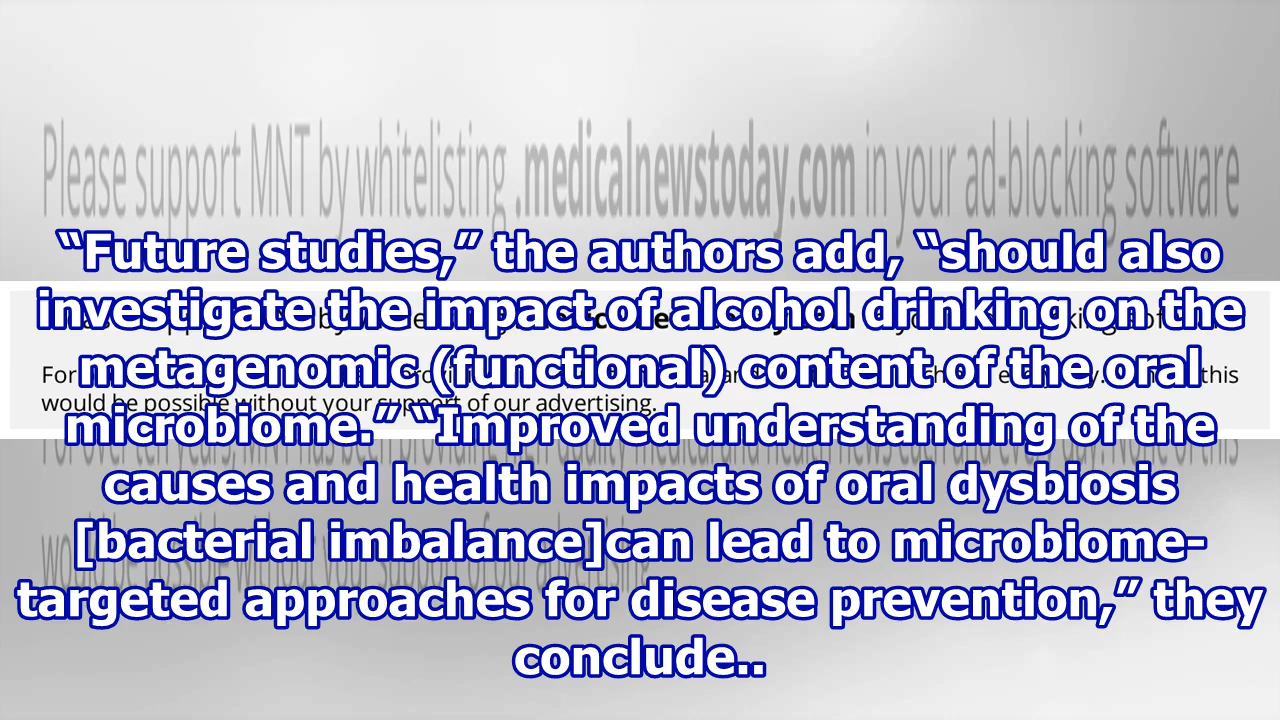 Please support MNT by whitelisting .medicalnewstoday.com in your ad-blocking software
“Future studies,” the authors add, “should also
investigate the impact of alcohol drinking on the
metagenomic (functional) content of the oral
microbiome.” “Improved understanding of the
causes and health impacts of oral dysbiosis
[bacterial imbalance]can lead to microbiome-
targeted approaches for disease prevention,” they
conclude..
would be possible without your support of our advertising.